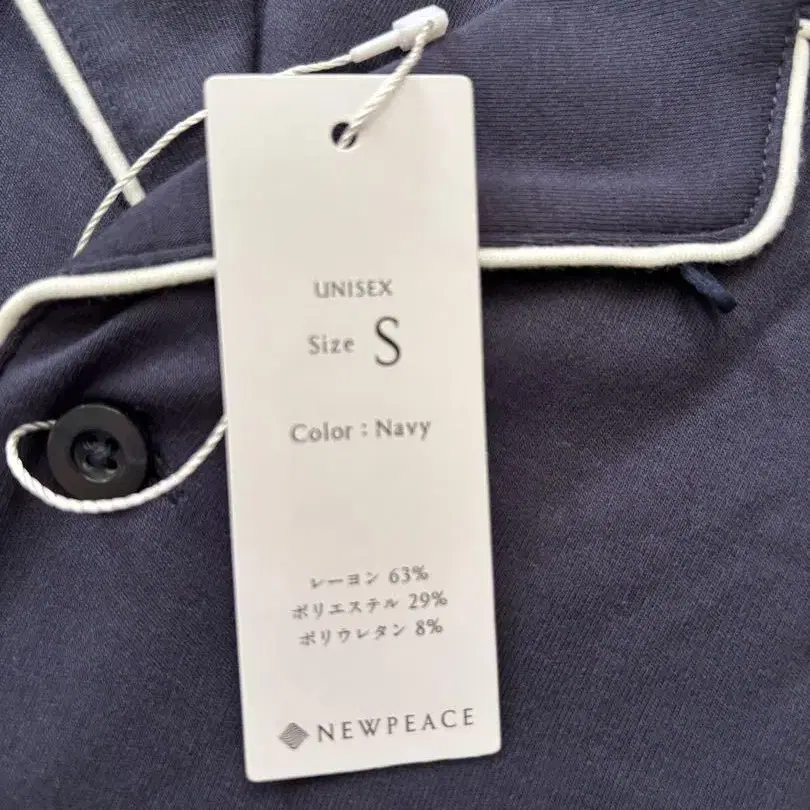 UNISEX
Size S
Color : Navy
レーヨン 63%
ポリエステル 29%
ポリウレタン 8%
NEWPEACE